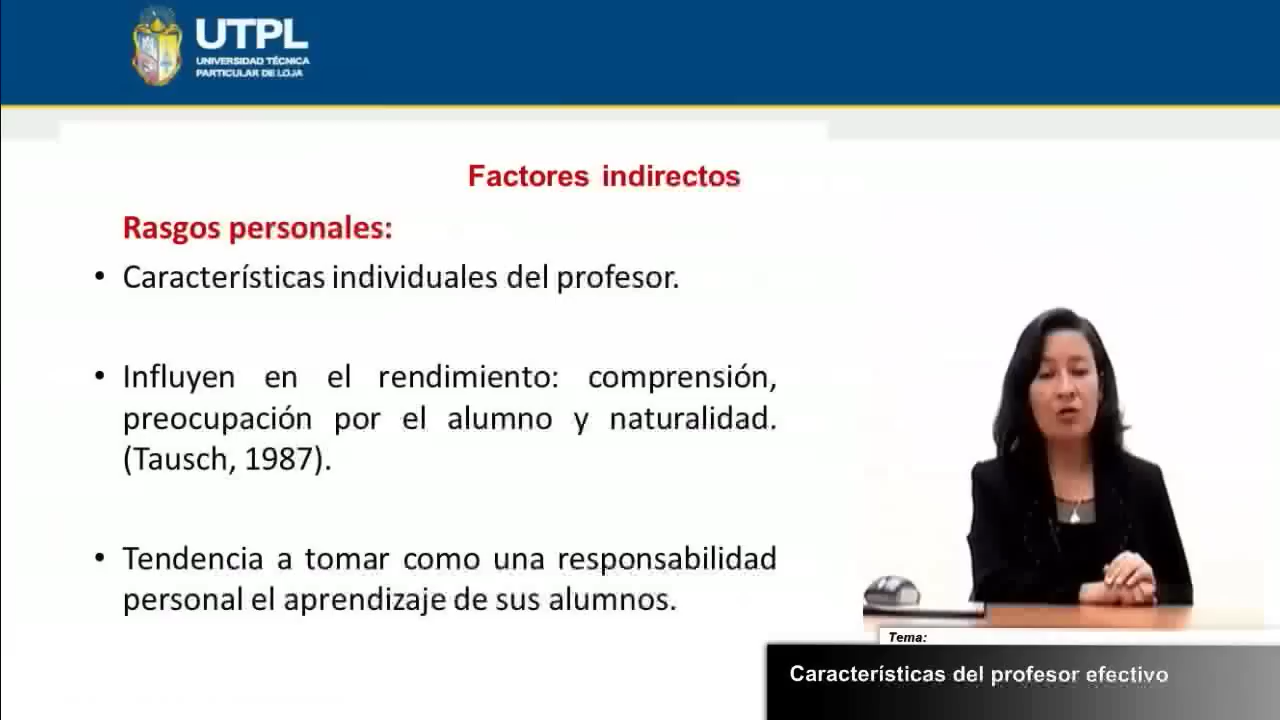 UTPL
UNIVERSIDAD TÉCNICA
PARTICULAR DE LOJA
Factores indirectos
Rasgos personales:
• Características individuales del profesor.
• Influyen en el rendimiento: comprensión,
preocupación por el alumno y naturalidad.
(Tausch, 1987).
• Tendencia a tomar como una responsabilidad
personal el aprendizaje de sus alumnos.
Tema:
Características del profesor efectivo